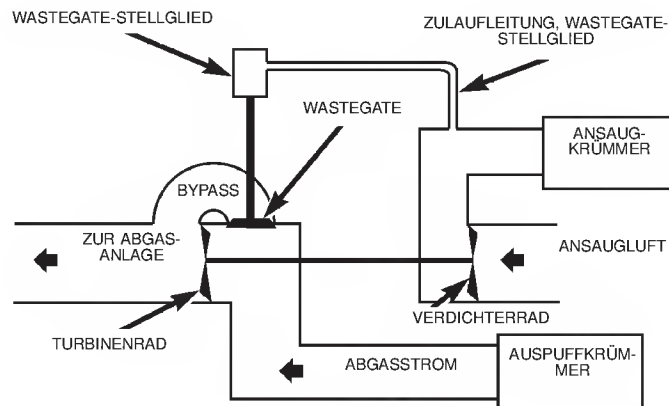 WASTEGATE-STELLGLIED
ZULAUFLEITUNG, WASTEGATE-
STELLGLIED
WASTEGATE
ANSAUG-
KRÜMMER
BYPASS
ZUR ABGAS-
ANLAGE
ANSAUGLUFT
VERDICHTERRAD
TURBINENRAD
ABGASSTROM
AUSPUFFKRÜM-
MER